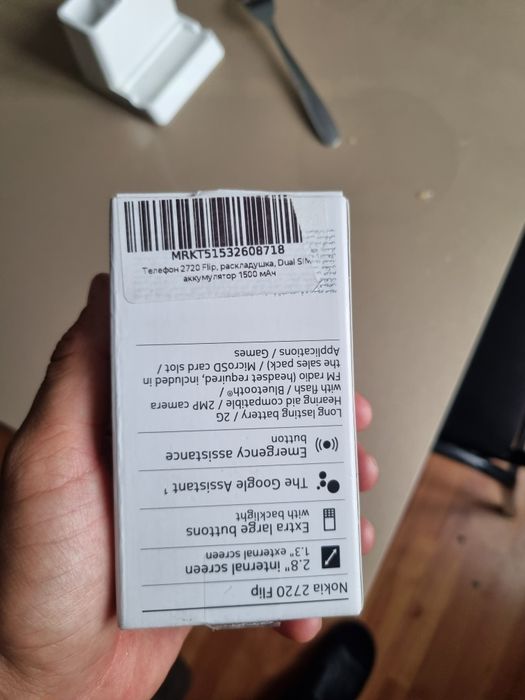 MRKT51532608718
Телефон 2720 Flip, раскладушка, Dual SIM,
аккумулятор 1500 мАч
Nokia 2720 Flip
2.8" internal screen
1.3" external screen
Extra large buttons
with backlight
The Google Assistant¹
Emergency assistance
button
Long lasting battery / 2G
Hearing aid compatible / 2MP camera
with flash / Bluetooth® /
FM radio (headset required, included in
the sales pack) / MicroSD card slot /
Applications / Games